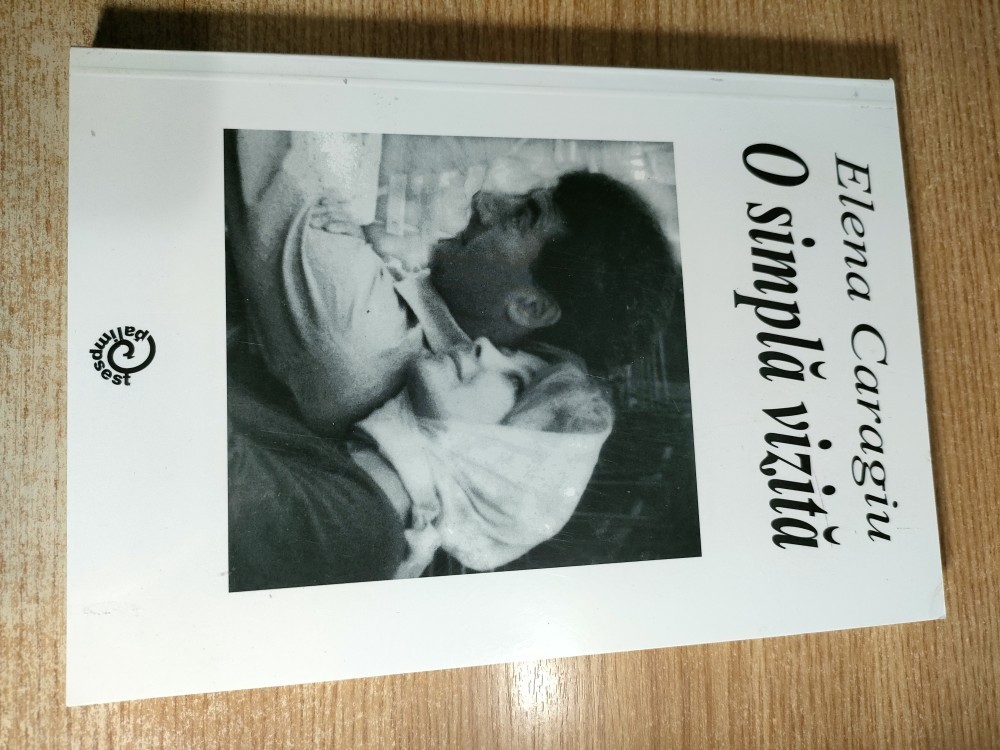 Elena Caragiu
O simplă vizită
palimpsest